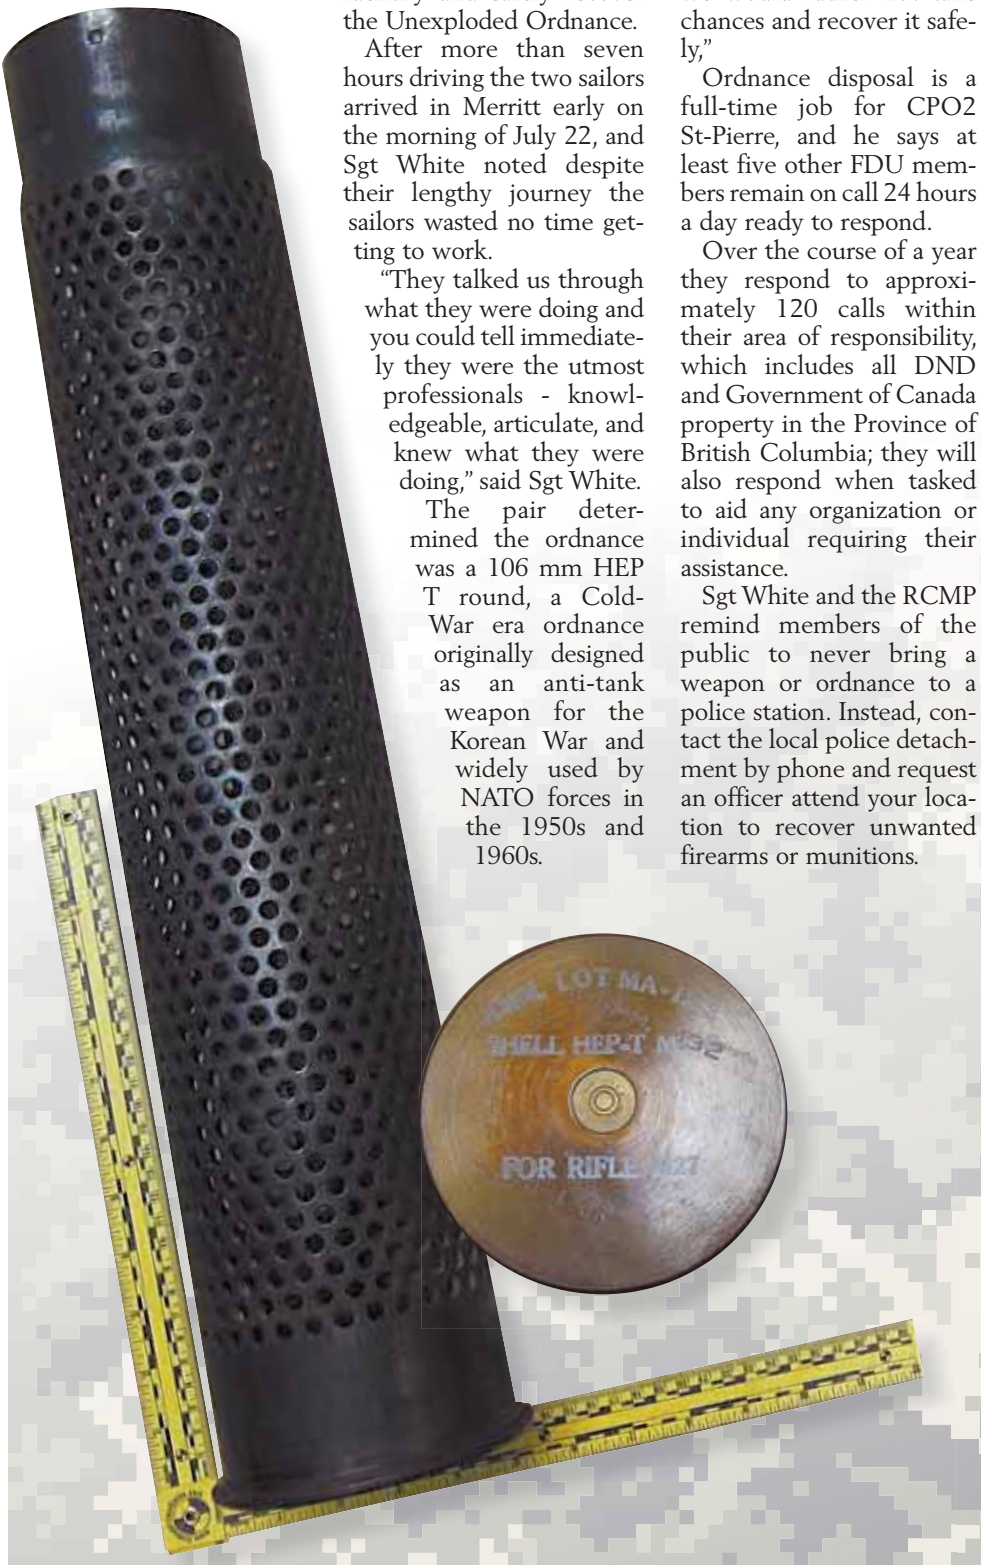 the Unexploded Ordnance.
After more than seven
hours driving the two sailors
arrived in Merritt early on
the morning of July 22, and
Sgt White noted despite
their lengthy journey the
sailors wasted no time get-
ting to work.
“They talked us through
what they were doing and
you could tell immediate-
ly they were the utmost
professionals - knowl-
edgeable, articulate, and
knew what they were
doing,” said Sgt White.
The pair deter-
mined the ordnance
was a 106 mm HEP
T round, a Cold-
War era ordnance
originally designed
as an anti-tank
weapon for the
Korean War and
widely used by
NATO forces in
the 1950s and
1960s.
chances and recover it safe-
ly,”
Ordnance disposal is a
full-time job for CPO2
St-Pierre, and he says at
least five other FDU mem-
bers remain on call 24 hours
a day ready to respond.
Over the course of a year
they respond to approxi-
mately 120 calls within
their area of responsibility,
which includes all DND
and Government of Canada
property in the Province of
British Columbia; they will
also respond when tasked
to aid any organization or
individual requiring their
assistance.
Sgt White and the RCMP
remind members of the
public to never bring a
weapon or ordnance to a
police station. Instead, con-
tact the local police detach-
ment by phone and request
an officer attend your loca-
tion to recover unwanted
firearms or munitions.
LOT MA-
SHELL HEP-T
FOR RIFLE M27